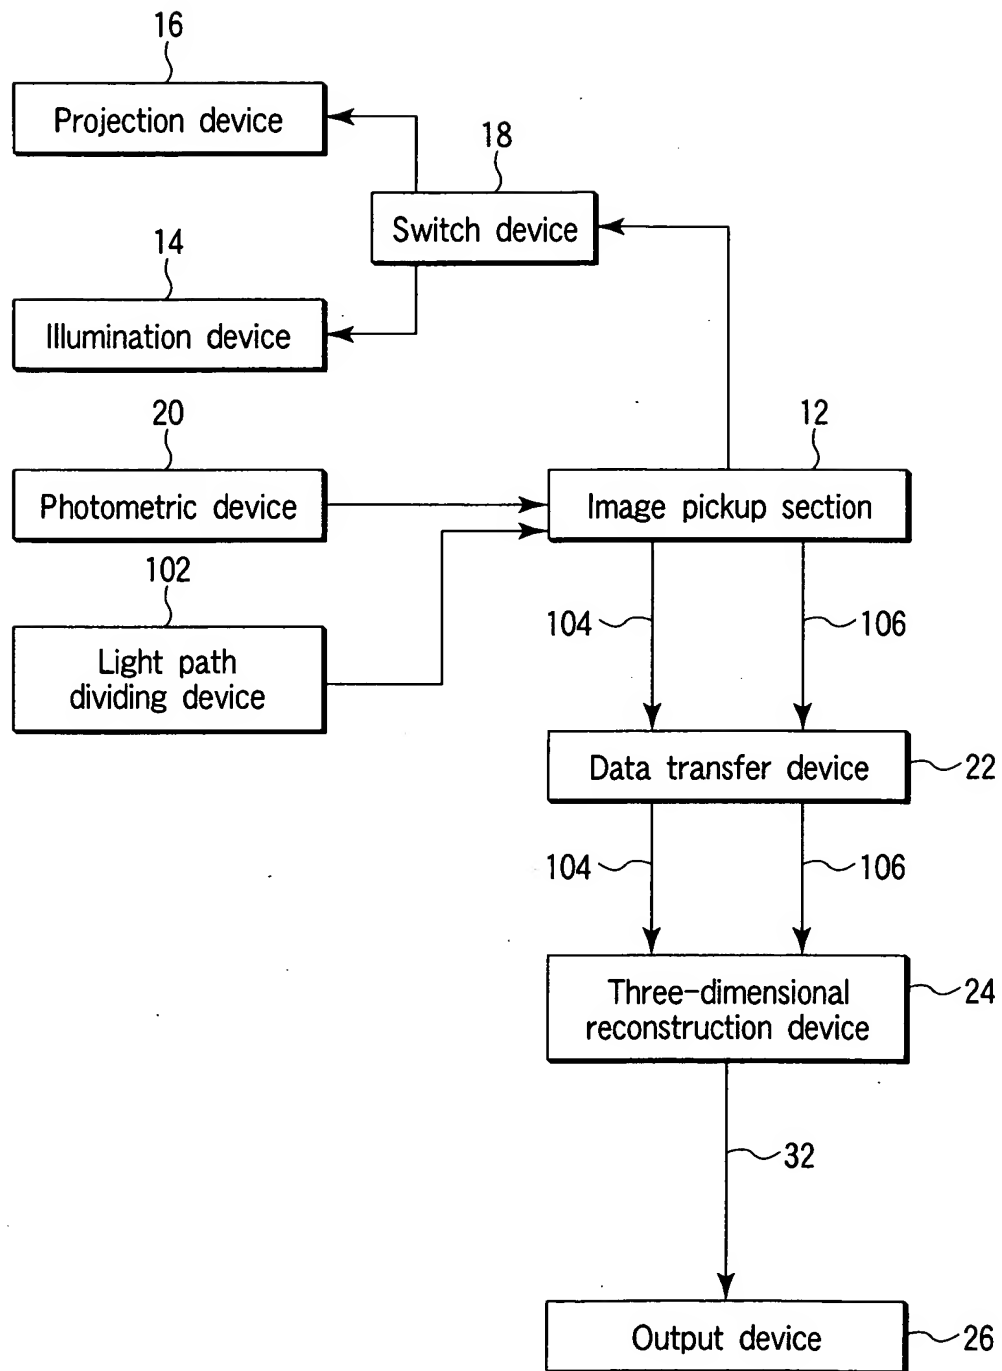 16
Projection device
18
Switch device
14
Illumination device
20
Photometric device
12
Image pickup section
102
Light path
dividing device
104
106
Data transfer device
22
104
106
Three-dimensional
reconstruction device
24
32
Output device
26